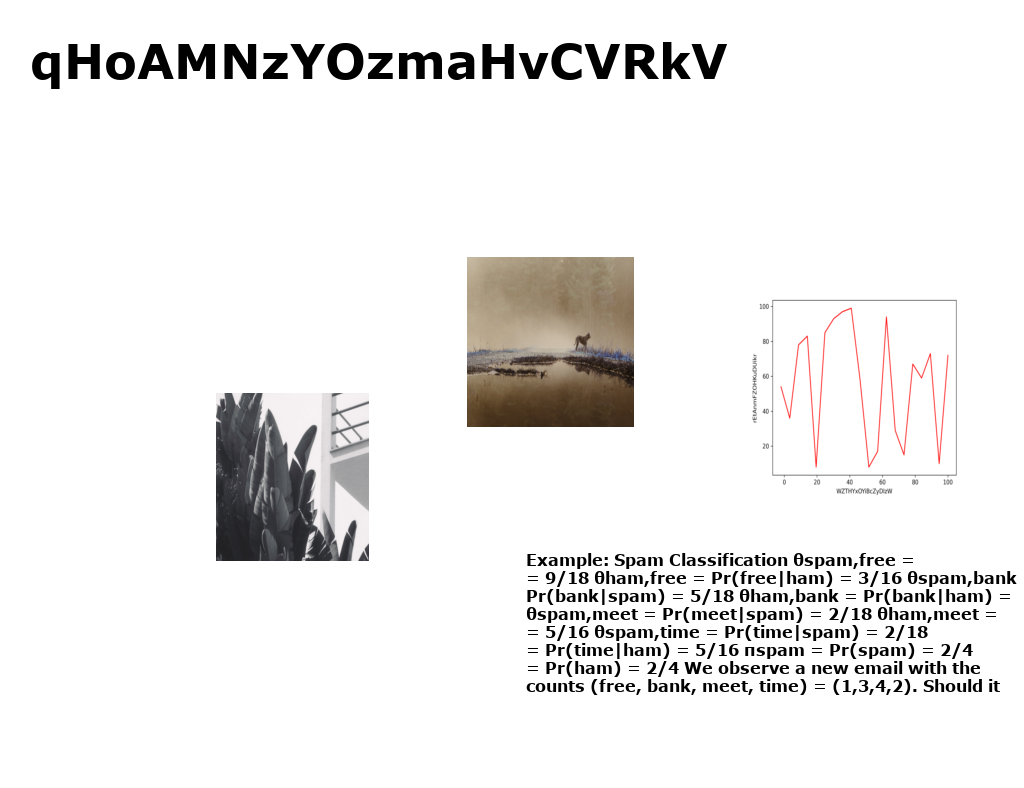 qHoAMNzYOzmaHvCVRkV
100
80
60
40
20
0 20 40 60 80 100
WZTHYxOYiBcZyDlzW
Example: Spam Classification θspam,free =
= 9/18 θham,free = Pr(free|ham) = 3/16 θspam,bank
Pr(bank|spam) = 5/18 θham,bank = Pr(bank|ham) =
θspam,meet = Pr(meet|spam) = 2/18 θham,meet =
= 5/16 θspam,time = Pr(time|spam) = 2/18
= Pr(time|ham) = 5/16 πspam = Pr(spam) = 2/4
= Pr(ham) = 2/4 We observe a new email with the
counts (free, bank, meet, time) = (1,3,4,2). Should it